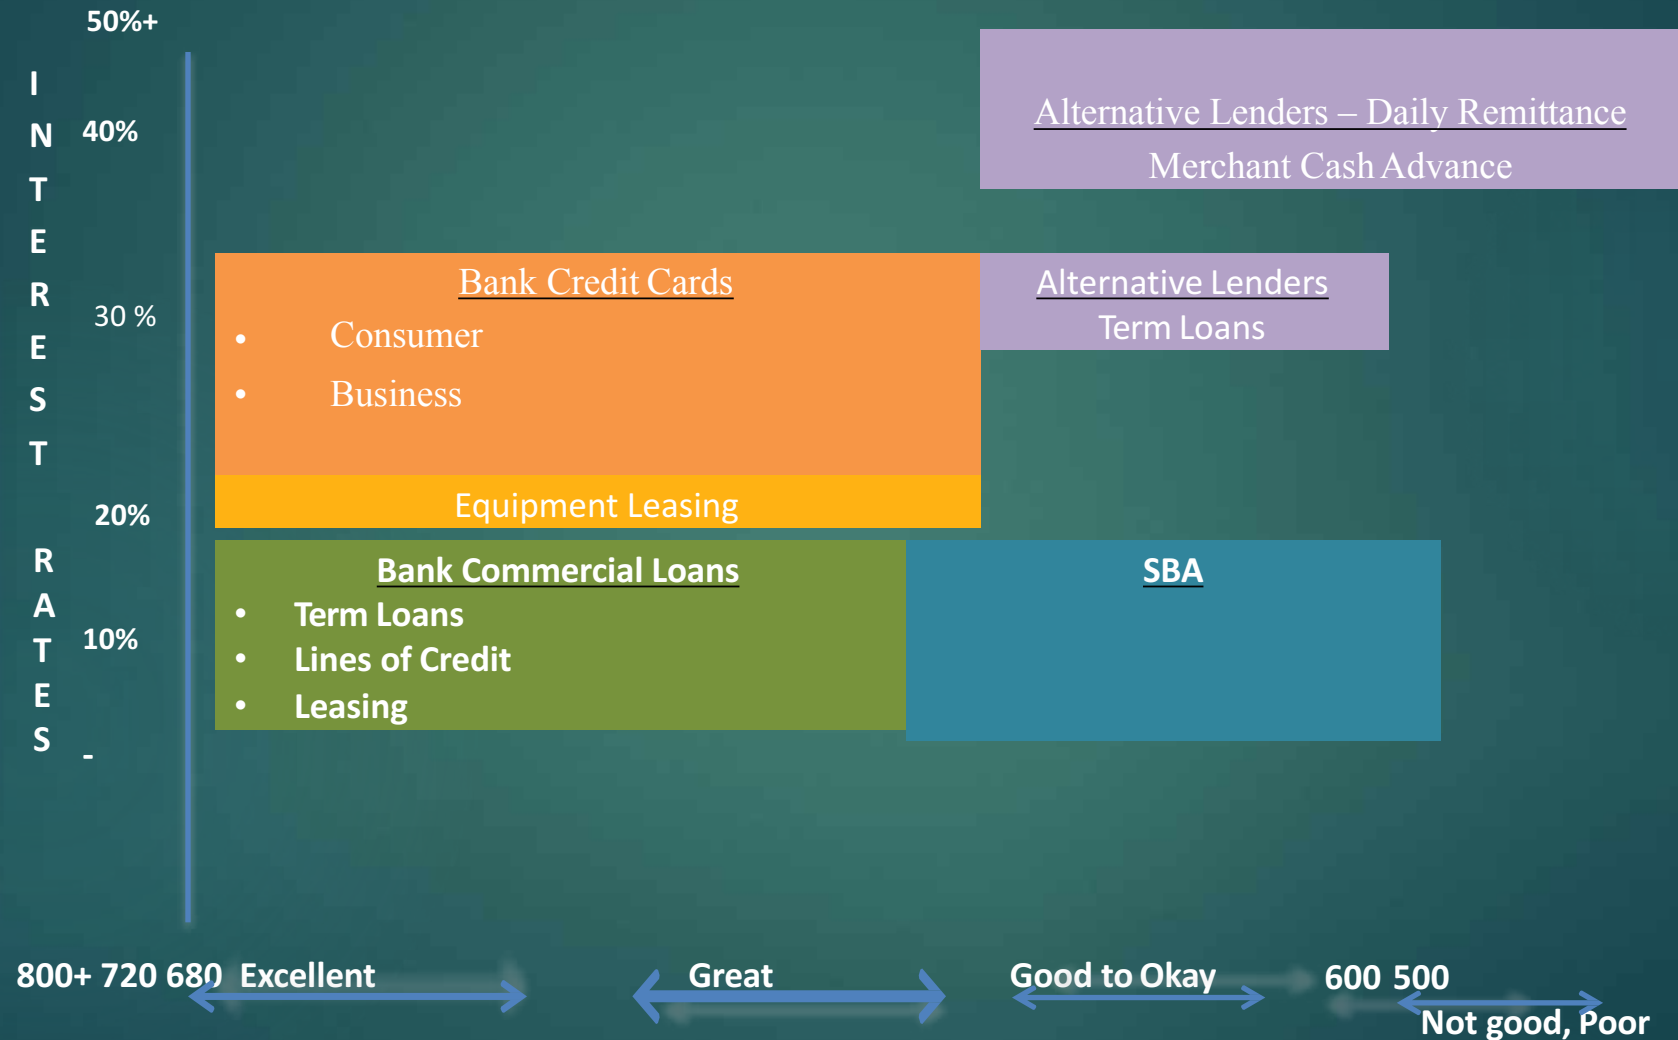 50%+
INTEREST RATES
40%
30 %
20%
10%
-
Alternative Lenders – Daily Remittance
Merchant Cash Advance
Bank Credit Cards
• Consumer
• Business
Alternative Lenders
Term Loans
Equipment Leasing
Bank Commercial Loans
• Term Loans
• Lines of Credit
• Leasing
SBA
800+ 720 680 Excellent Great Good to Okay 600 500
Not good, Poor